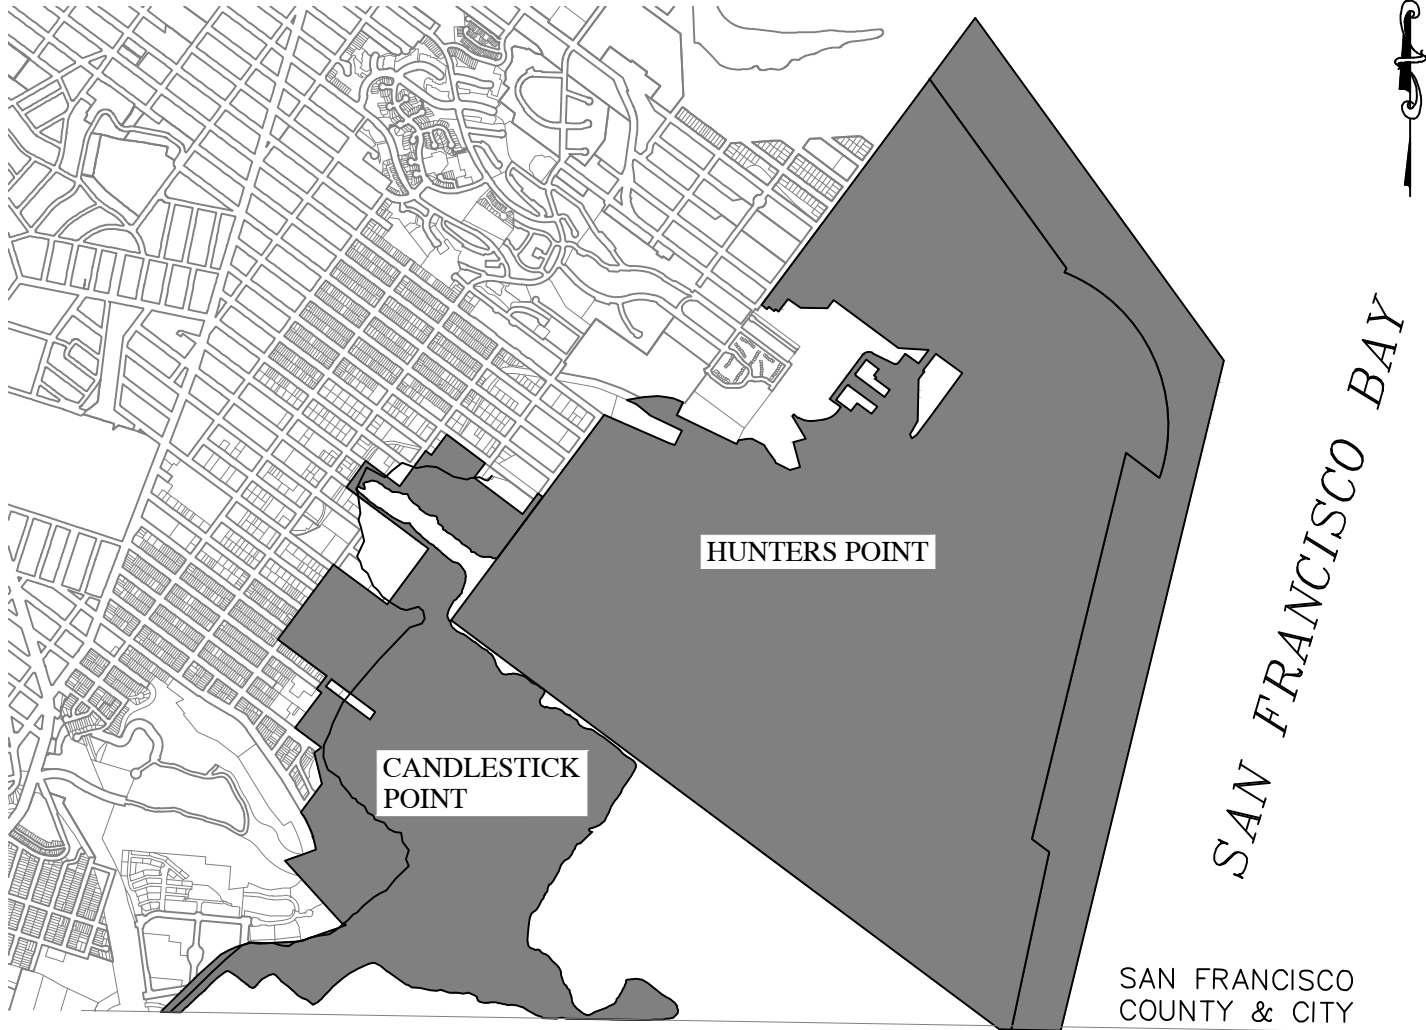 HUNTERS POINT
CANDLESTICK
POINT
SAN FRANCISCO BAY
SAN FRANCISCO
COUNTY & CITY